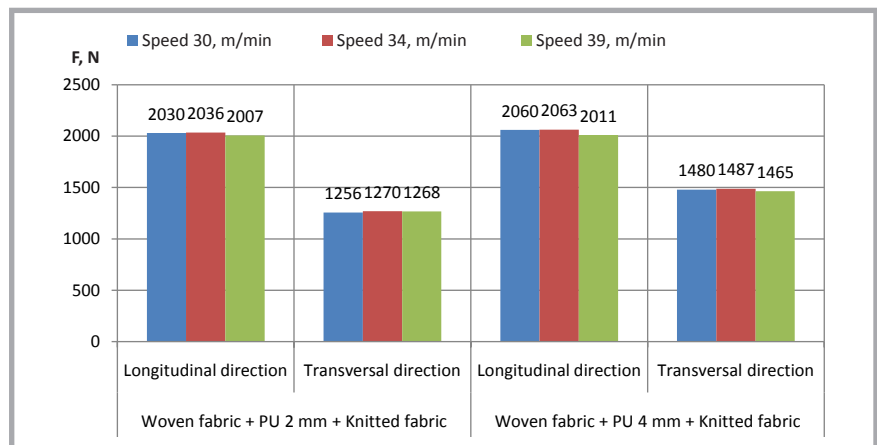 Speed 30, m/min Speed 34, m/min Speed 39, m/min
F, N
2500
2000
1500
1000
500
0
2030 2036 2007
1256 1270 1268
2060 2063 2011
1480 1487 1465
Longitudinal direction Transversal direction Longitudinal direction Transversal direction
Woven fabric + PU 2 mm + Knitted fabric Woven fabric + PU 4 mm + Knitted fabric